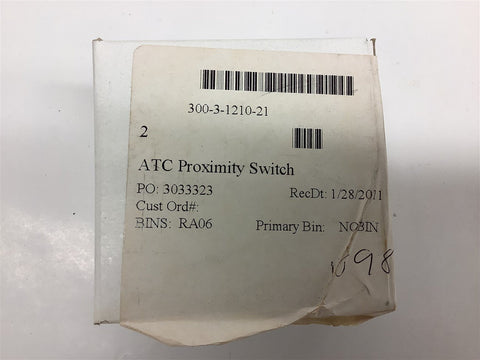 300-3-1210-21
2
ATC Proximity Switch
PO: 3033323 RecDt: 1/28/2011
Cust Ord#:
BINS: RA06 Primary Bin: NOBIN
98